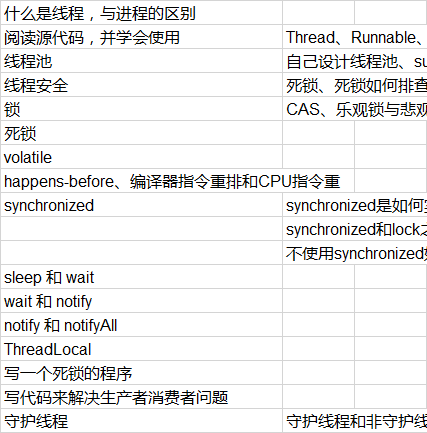 什么是线程，与进程的区别
阅读源代码，并学会使用 Thread、Runnable、
线程池 自己设计线程池、su
线程安全 死锁、死锁如何排查
锁 CAS、乐观锁与悲观
死锁
volatile
happens-before、编译器指令重排和CPU指令重
synchronized synchronized是如何
synchronized和lock之
不使用synchronized如
sleep 和 wait
wait 和 notify
notify 和 notifyAll
ThreadLocal
写一个死锁的程序
写代码来解决生产者消费者问题
守护线程 守护线程和非守护线